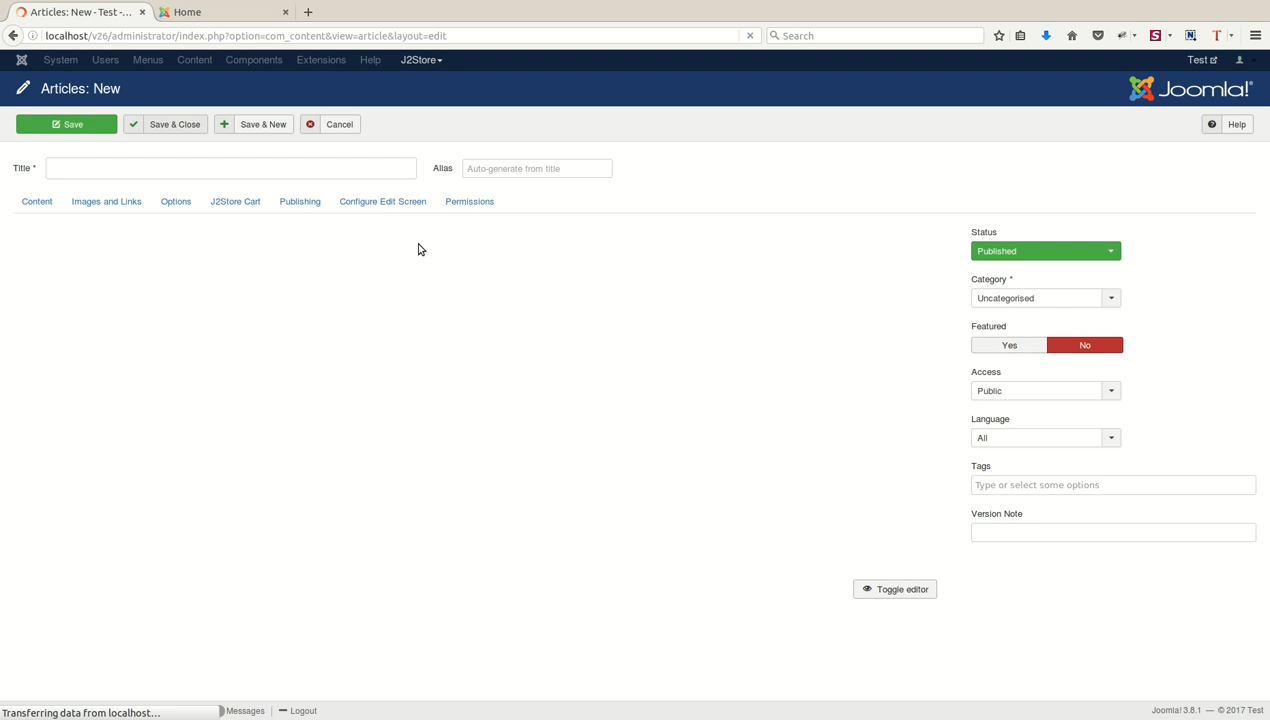 Articles: New - Test -...
Home
localhost/v26/administrator/index.php?option=com_content&view=article&layout=edit
Search
System Users Menus Content Components Extensions Help J2Store
Test
Articles: New
Joomla!®
Save
Save & Close
Save & New
Cancel
Help
Title *
Alias
Auto-generate from title
Content
Images and Links
Options
J2Store Cart
Publishing
Configure Edit Screen
Permissions
Status
Published
Category *
Uncategorised
Featured
Yes
No
Access
Public
Language
All
Tags
Type or select some options
Version Note
Toggle editor
Transferring data from localhost...
Messages
Logout
Joomla! 3.8.1 — © 2017 Test